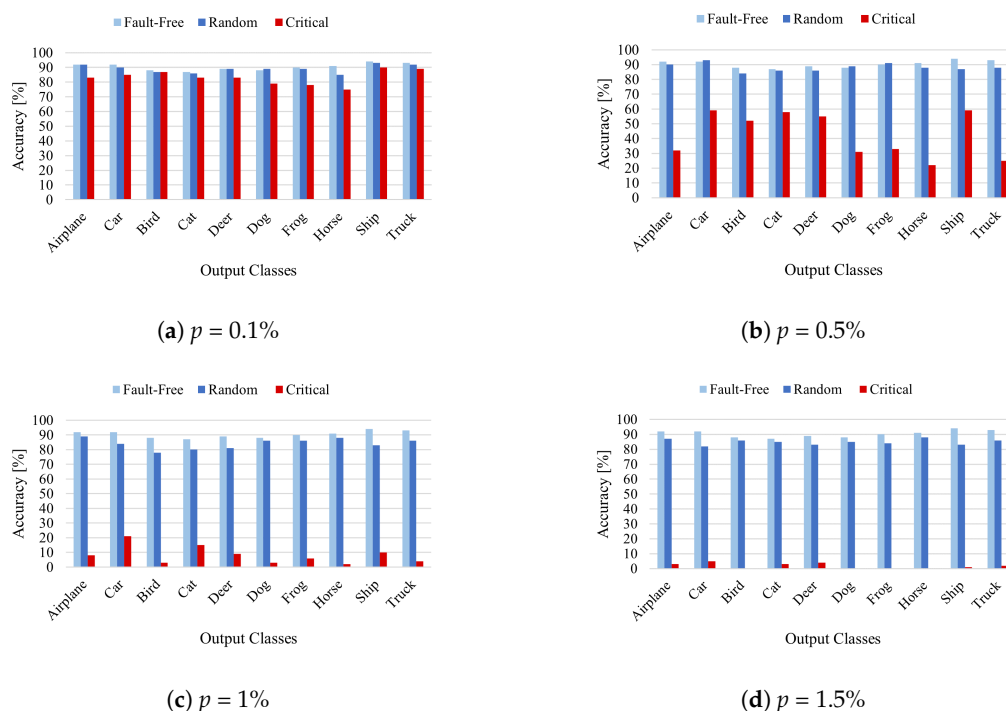 Fault-Free Random Critical
Accuracy [%]
90
80
70
60
50
40
30
20
10
0
Airplane Car Bird Cat Deer Dog Frog Horse Ship Truck
Output Classes
(a) p = 0.1%
Fault-Free Random Critical
Accuracy [%]
100
90
80
70
60
50
40
30
20
10
0
Airplane Car Bird Cat Deer Dog Frog Horse Ship Truck
Output Classes
(b) p = 0.5%
Fault-Free Random Critical
Accuracy [%]
100
90
80
70
60
50
40
30
20
10
0
Airplane Car Bird Cat Deer Dog Frog Horse Ship Truck
Output Classes
(c) p = 1%
Fault-Free Random Critical
Accuracy [%]
100
90
80
70
60
50
40
30
20
10
0
Airplane Car Bird Cat Deer Dog Frog Horse Ship Truck
Output Classes
(d) p = 1.5%